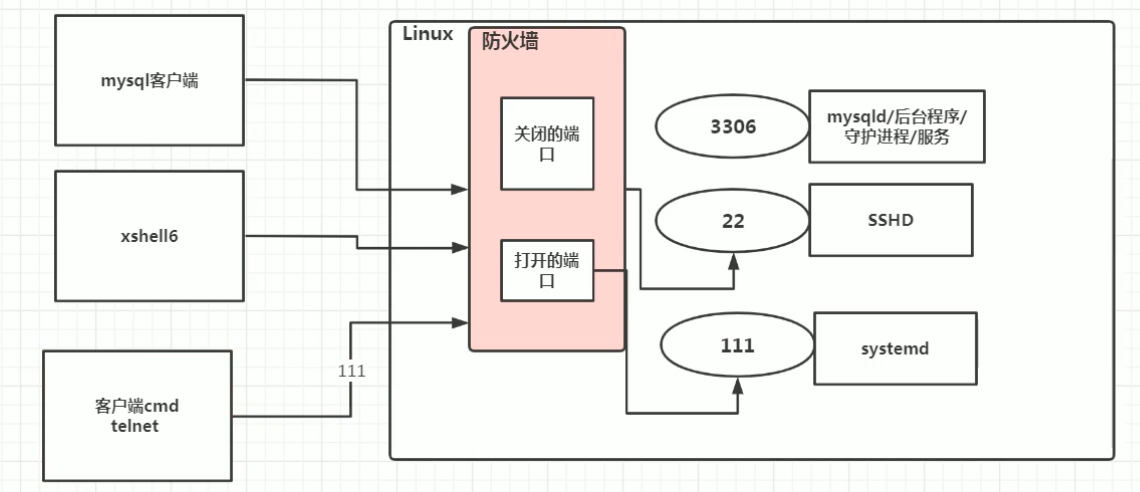 Linux
防火墙
mysql客户端
关闭的端
口
3306
mysqld/后台程序/
守护进程/服务
xshell6
22
SSHD
打开的端
口
111
systemd
111
客户端cmd
telnet